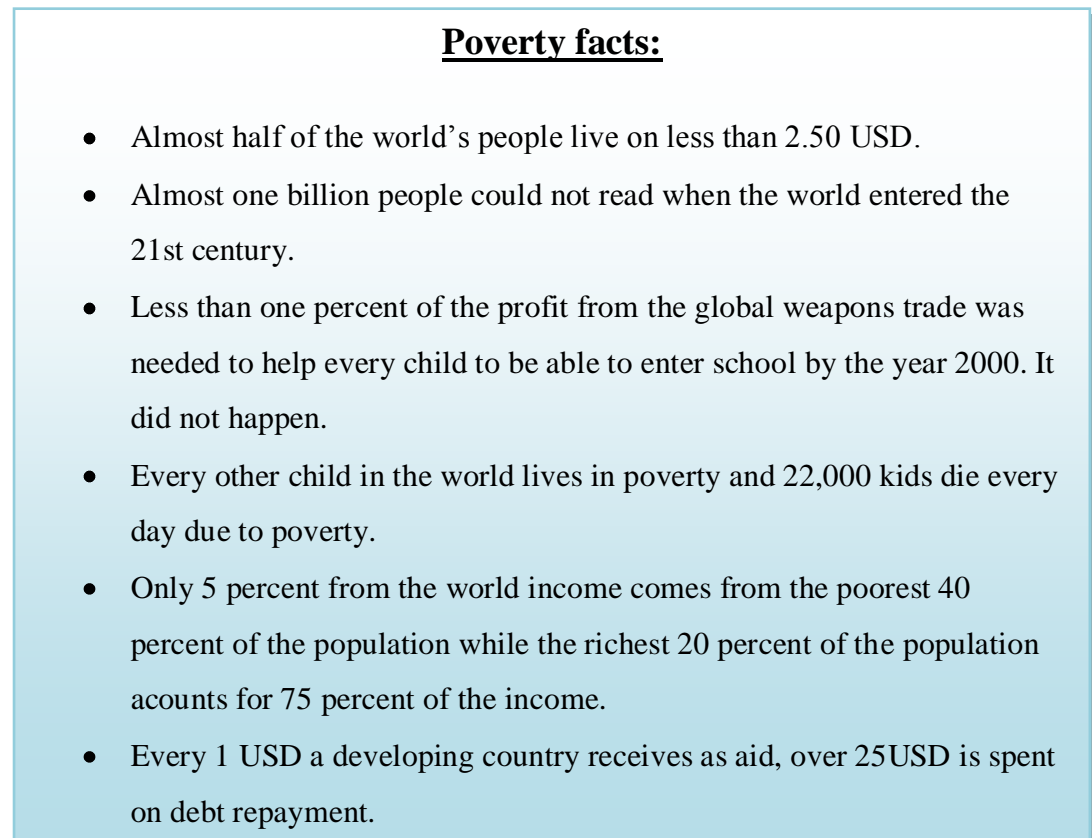 Poverty facts:
• Almost half of the world’s people live on less than 2.50 USD.
• Almost one billion people could not read when the world entered the
21st century.
• Less than one percent of the profit from the global weapons trade was
needed to help every child to be able to enter school by the year 2000. It
did not happen.
• Every other child in the world lives in poverty and 22,000 kids die every
day due to poverty.
• Only 5 percent from the world income comes from the poorest 40
percent of the population while the richest 20 percent of the population
acounts for 75 percent of the income.
• Every 1 USD a developing country receives as aid, over 25USD is spent
on debt repayment.